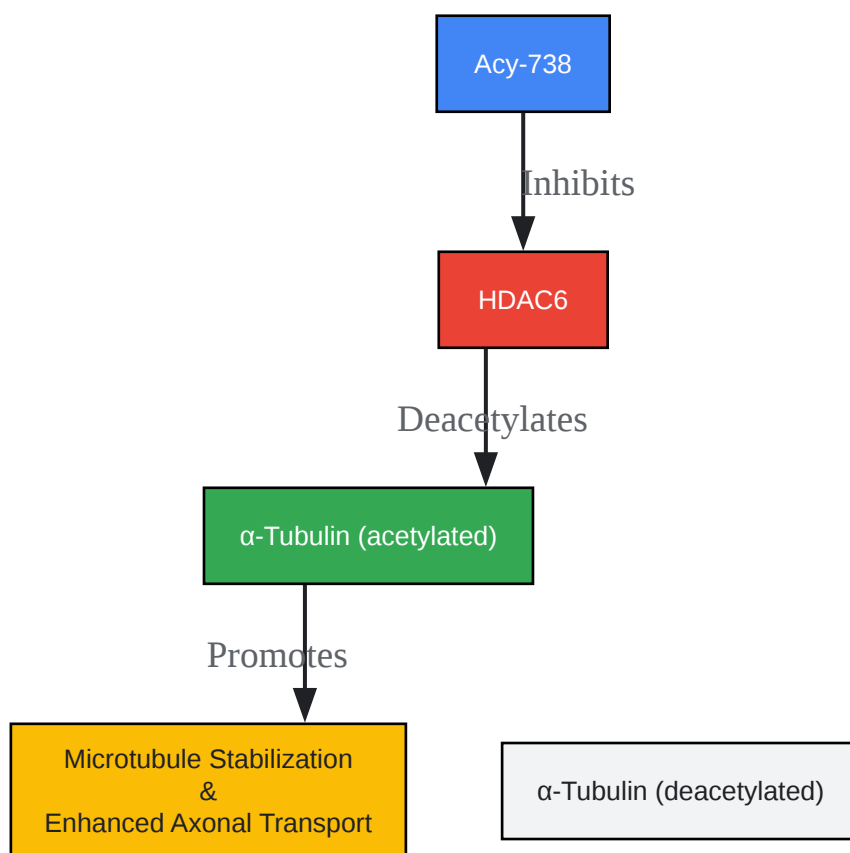 Acy-738
Inhibits
HDAC6
Deacetylates
α-Tubulin (acetylated)
Promotes
Microtubule Stabilization
&
Enhanced Axonal Transport
α-Tubulin (deacetylated)